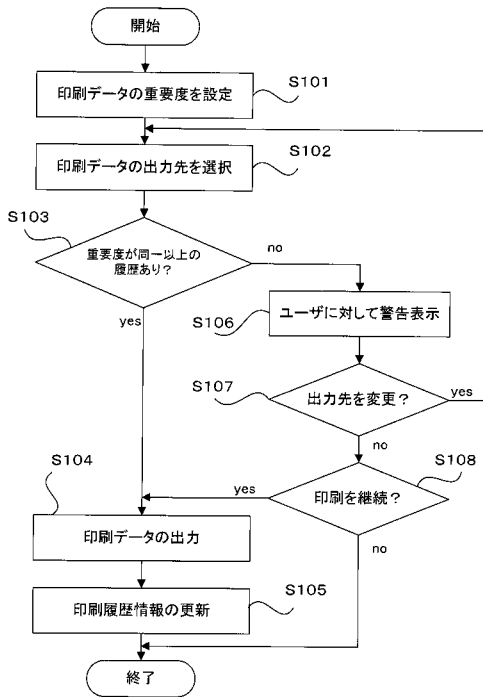 開始
印刷データの重要度を設定
S101
印刷データの出力先を選択
S102
S103
重要度が同一以上の
履歴あり?
no
yes
S106
ユーザに対して警告表示
S107
出力先を変更?
yes
no
S108
印刷を継続?
yes
no
S104
印刷データの出力
印刷履歴情報の更新
S105
終了